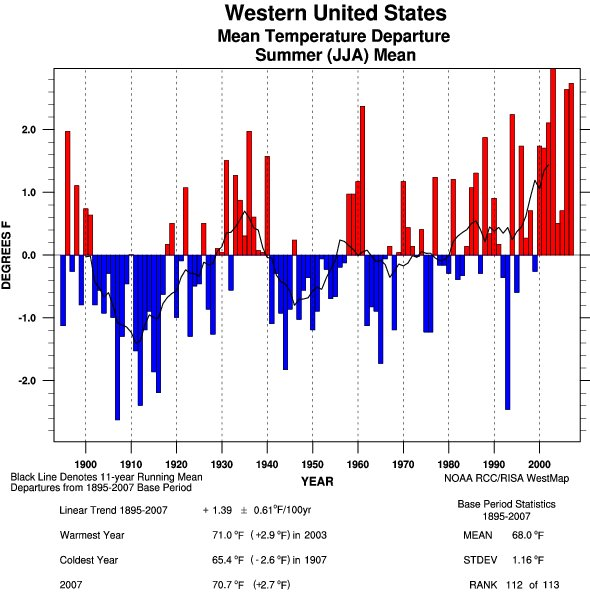 Western United States
Mean Temperature Departure
Summer (JJA) Mean
DEGREES F
2.0
1.0
0.0
-1.0
-2.0
1900 1910 1920 1930 1940 1950 1960 1970 1980 1990 2000
YEAR
Black Line Denotes 11-year Running Mean
Departures from 1895-2007 Base Period
NOAA RCC/RISA WestMap
Linear Trend 1895-2007 + 1.39 ± 0.61°F/100yr
Warmest Year 71.0 °F (+2.9 °F) in 2003
Coldest Year 65.4 °F (-2.6 °F) in 1907
2007 70.7 °F (+2.7 °F)
Base Period Statistics
1895-2007
MEAN 68.0 °F
STDEV 1.16 °F
RANK 112 of 113